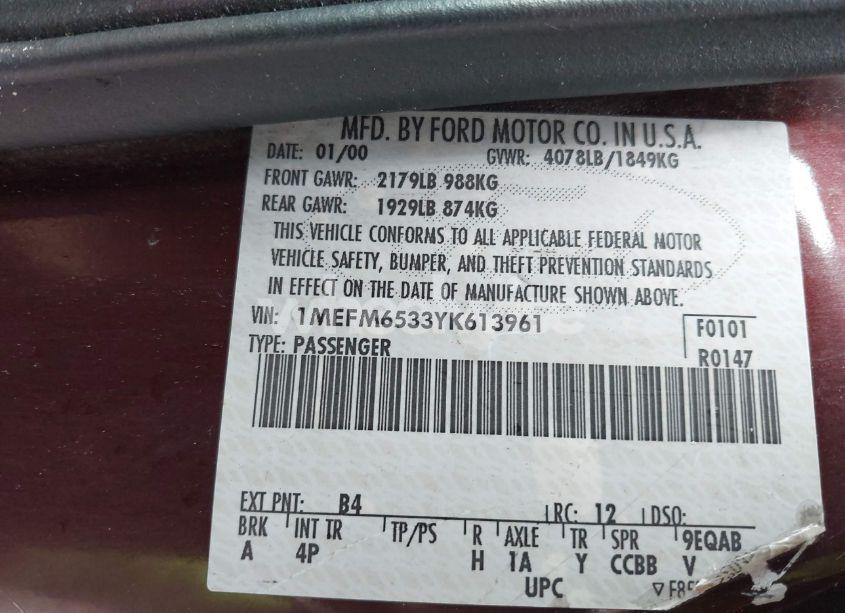 MFD. BY FORD MOTOR CO. IN U.S.A.
DATE: 01/00 GVWR: 4078LB/1849KG
FRONT GAWR: 2179LB 988KG
REAR GAWR: 1929LB 874KG
THIS VEHICLE CONFORMS TO ALL APPLICABLE FEDERAL MOTOR
VEHICLE SAFETY, BUMPER, AND THEFT PREVENTION STANDARDS
IN EFFECT ON THE DATE OF MANUFACTURE SHOWN ABOVE.
VIN: 1MEFM6533YK613961
F0101
TYPE: PASSENGER
R0147
EXT PNT: B4 RC: 12 DSO:
BRK INT TR TP/PS R AXLE TR SPR 9EQAB
A 4P H 1A Y CCBB V
UPC